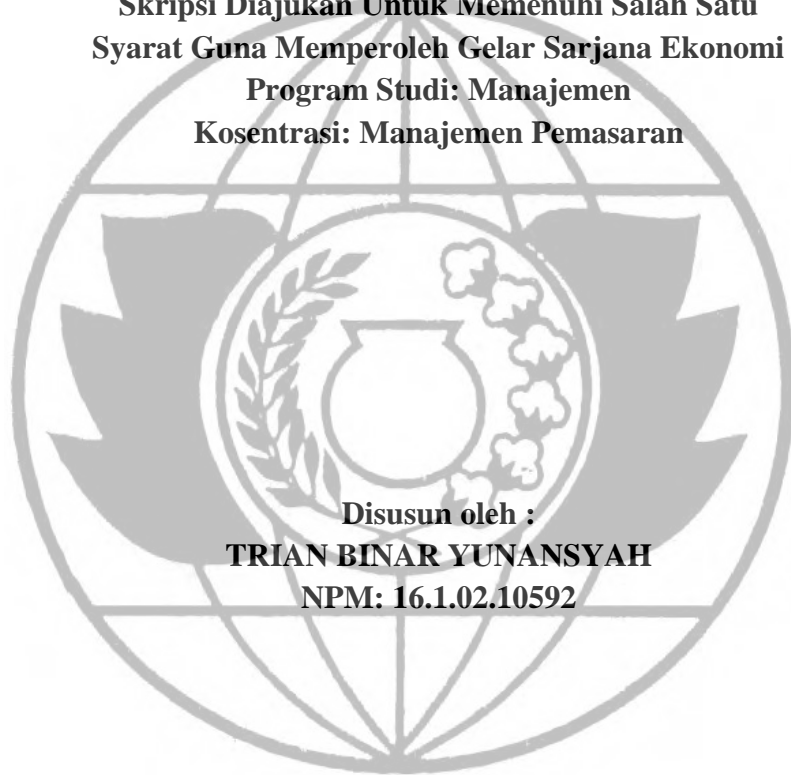 Skripsi Diajukan Untuk Memenuhi Salah Satu
Syarat Guna Memperoleh Gelar Sarjana Ekonomi
Program Studi: Manajemen
Kosentrasi: Manajemen Pemasaran
Disusun oleh :
TRIAN BINAR YUNANSYAH
NPM: 16.1.02.10592